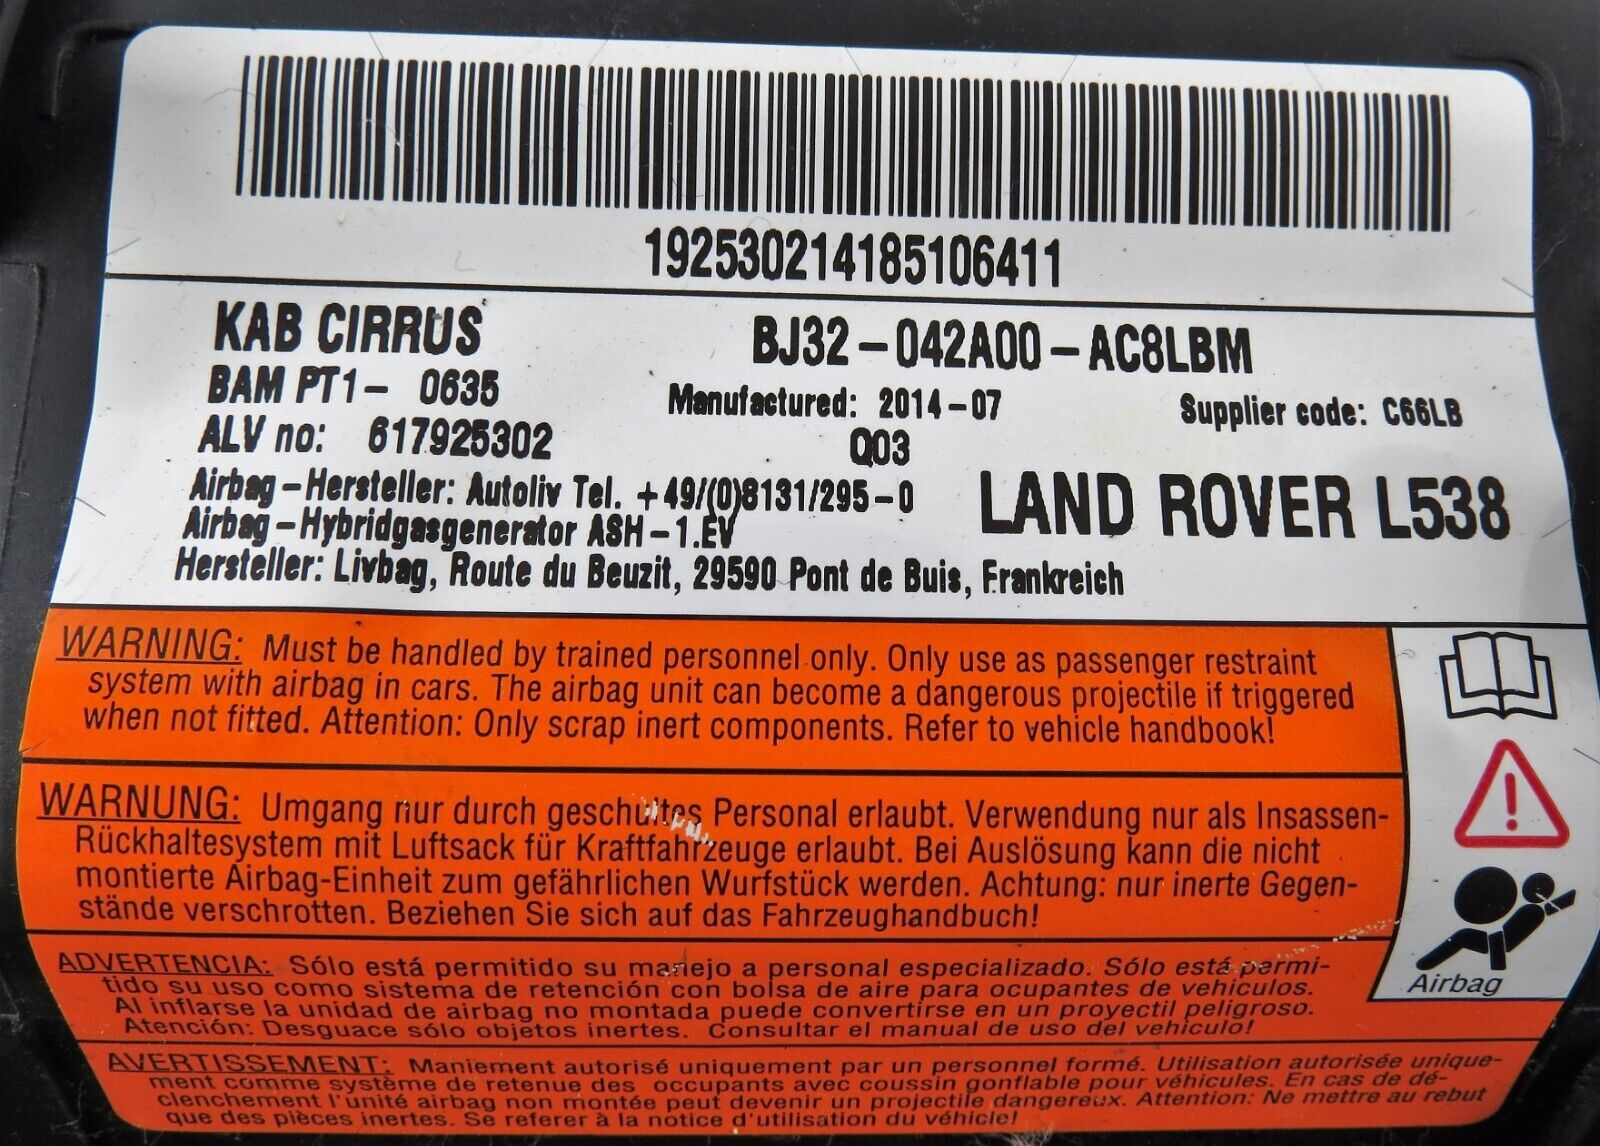 192530214185106411
KAB CIRRUS
BJ32-042A00-AC8LBM
BAM PT1- 0635
Manufactured: 2014-07
Supplier code: C66LB
ALV no: 617925302
Q03
Airbag-Hersteller: Autoliv Tel. +49/(0)8131/295-0
LAND ROVER L538
Airbag-Hybridgasgenerator ASH-1.EV
Hersteller: Livbag, Route du Beuzit, 29590 Pont de Buis, Frankreich
WARNING: Must be handled by trained personnel only. Only use as passenger restraint
system with airbag in cars. The airbag unit can become a dangerous projectile if triggered
when not fitted. Attention: Only scrap inert components. Refer to vehicle handbook!
WARNUNG: Umgang nur durch geschultes Personal erlaubt. Verwendung nur als Insassen-
Rückhaltesystem mit Luftsack für Kraftfahrzeuge erlaubt. Bei Auslösung kann die nicht
montierte Airbag-Einheit zum gefährlichen Wurfstück werden. Achtung: nur inerte Gegen-
stände verschrotten. Beziehen Sie sich auf das Fahrzeughandbuch!
Airbag
ADVERTENCIA: Sólo está permitido su manejo a personal especializado. Sólo está permi-
tido su uso como sistema de retención con bolsa de aire para ocupantes de vehículos.
Al inflarse la unidad de airbag no montada puede convertirse en un proyectil peligroso.
Atención: Desguace sólo objetos inertes. Consultar el manual de uso del vehículo!
AVERTISSEMENT: Maniement autorisé uniquement par un personnel formé. Utilisation autorisée unique-
ment comme système de retenue des occupants avec coussin gonflable pour véhicules. En cas de dé-
clenchement l'unité airbag non montée peut devenir un projectile dangereux. Attention: Ne mettre au rebut
que des pièces inertes. Se referer à la notice d'utilisation du véhicle!